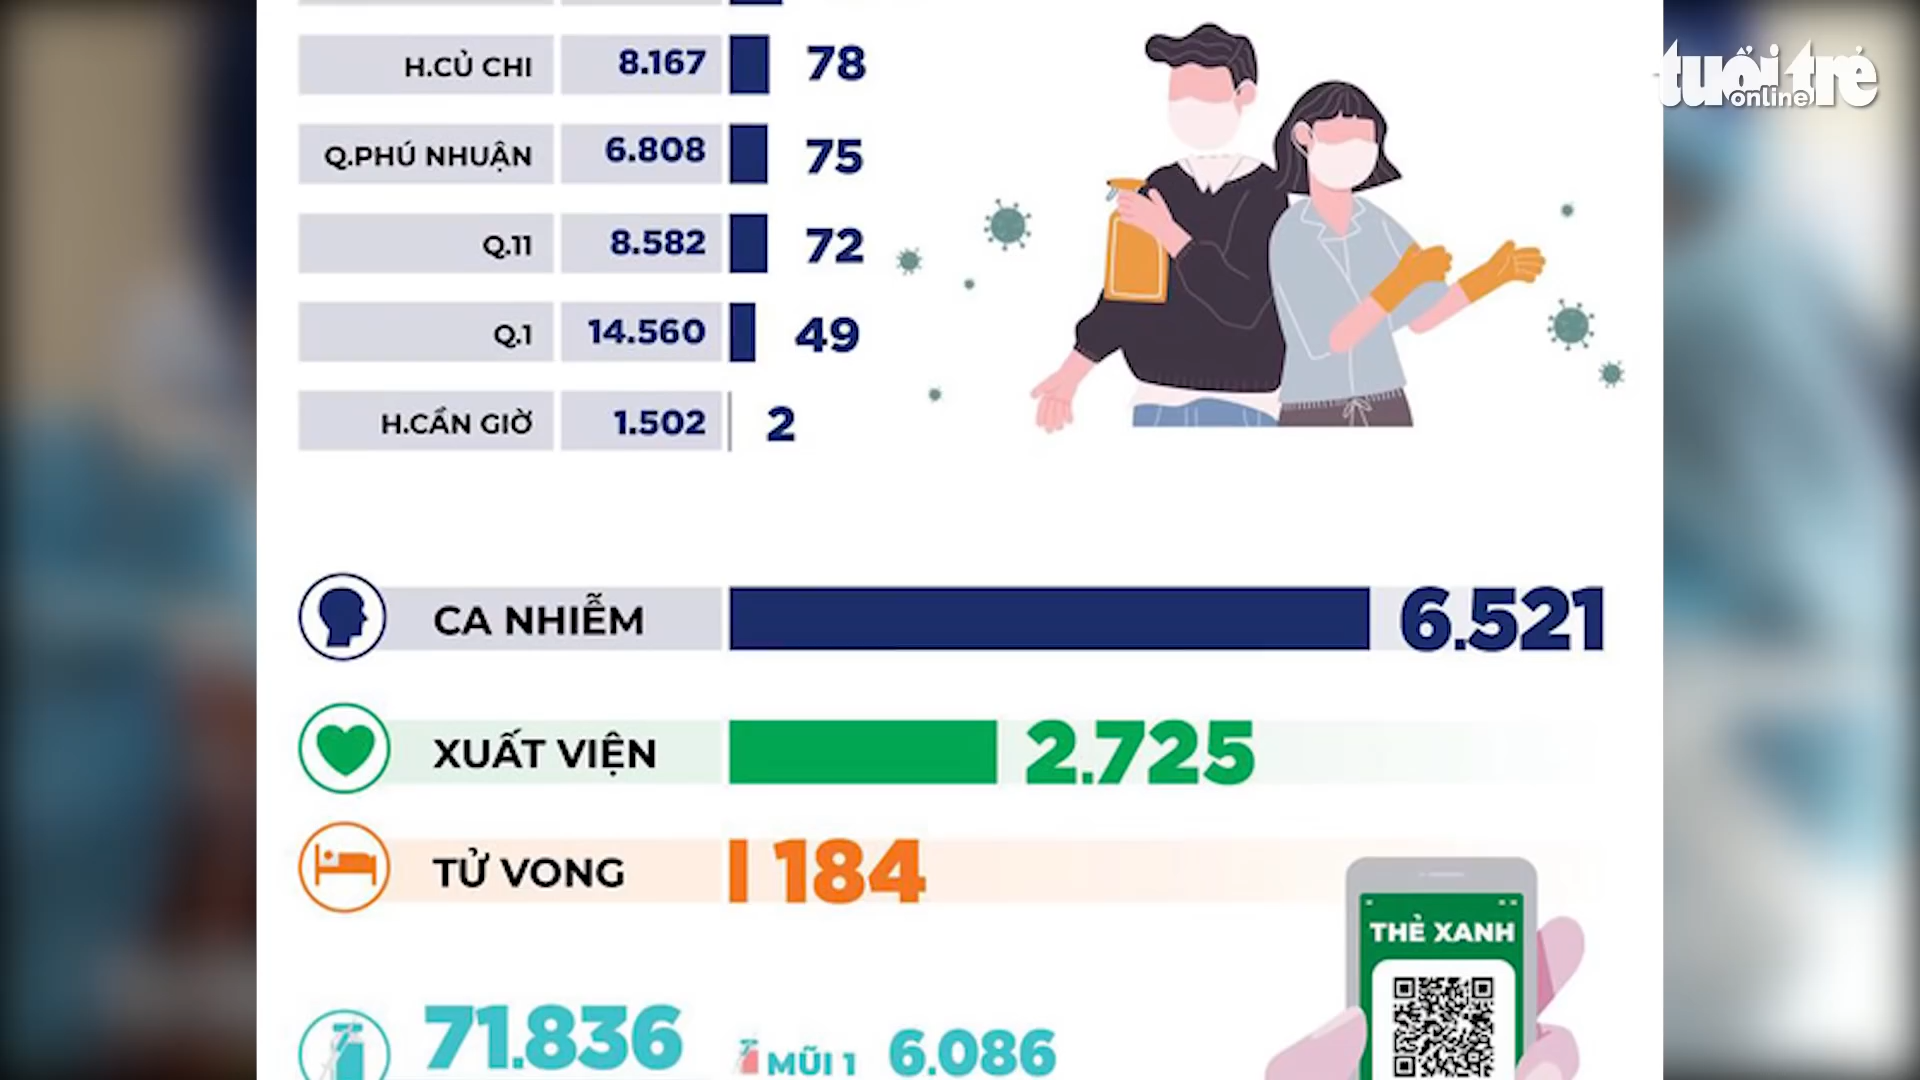 H.CỦ CHI 8.167 78
Q.PHÚ NHUẬN 6.808 75
Q.11 8.582 72
Q.1 14.560 49
H.CẦN GIỜ 1.502 2
CA NHIỄM 6.521
XUẤT VIỆN 2.725
TỬ VONG 184
71.836 MŨI 1 6.086
THẺ XANH
tuổi trẻ
online